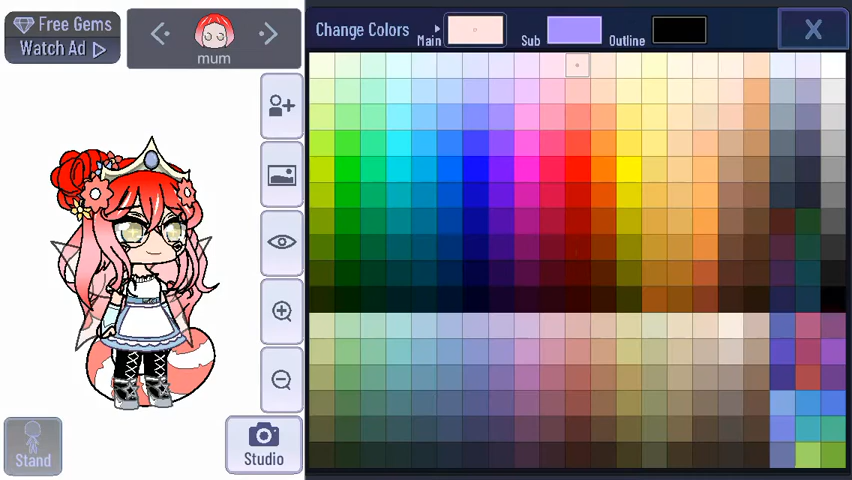 Free Gems
Watch Ad
mum
Change Colors
Main
Sub
Outline
X
Stand
Studio